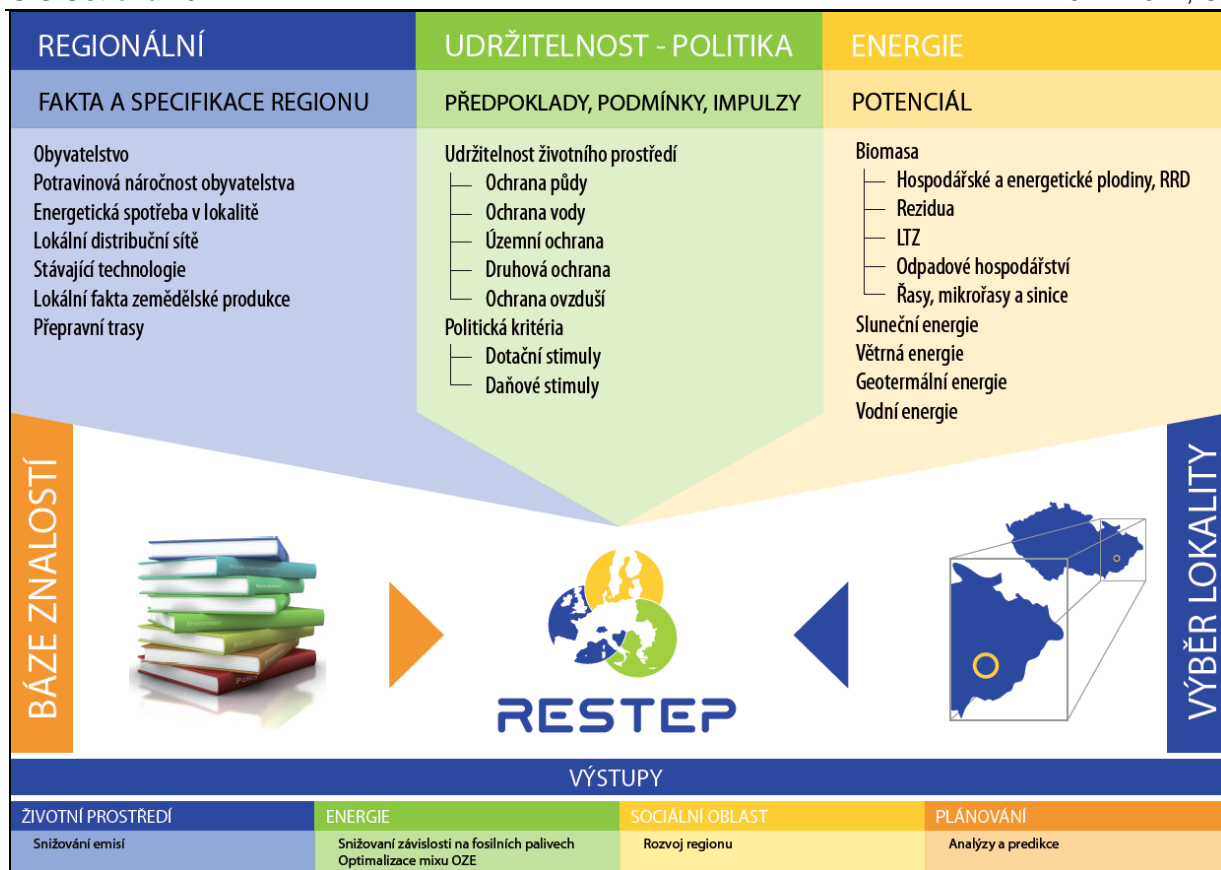 REGIONÁLNÍ
FAKTA A SPECIFIKACE REGIONU
Obyvatelstvo
Potravinová náročnost obyvatelstva
Energetická spotřeba v lokalitě
Lokální distribuční sítě
Stávající technologie
Lokální fakta zemědělské produkce
Přepravní trasy
UDRŽITELNOST - POLITIKA
PŘEDPOKLADY, PODMÍNKY, IMPULZY
Udržitelnost životního prostředí
Ochrana půdy
Ochrana vody
Územní ochrana
Druhová ochrana
Ochrana ovzduší
Politická kritéria
Dotační stimuly
Daňové stimuly
ENERGIE
POTENCIÁL
Biomasa
Hospodářské a energetické plodiny, RRD
Rezidua
LTZ
Odpadové hospodářství
Řasy, mikrořasy a sinice
Sluneční energie
Větrná energie
Geotermální energie
Vodní energie
BÁZE ZNALOSTÍ
Environment
Policy
RESTEP
VÝBĚR LOKALITY
VÝSTUPY
ŽIVOTNÍ PROSTŘEDÍ
Snižování emisí
ENERGIE
Snižovaní závislosti na fosilních palivech
Optimalizace mixu OZE
SOCIÁLNÍ OBLAST
Rozvoj regionu
PLÁNOVÁNÍ
Analýzy a predikce